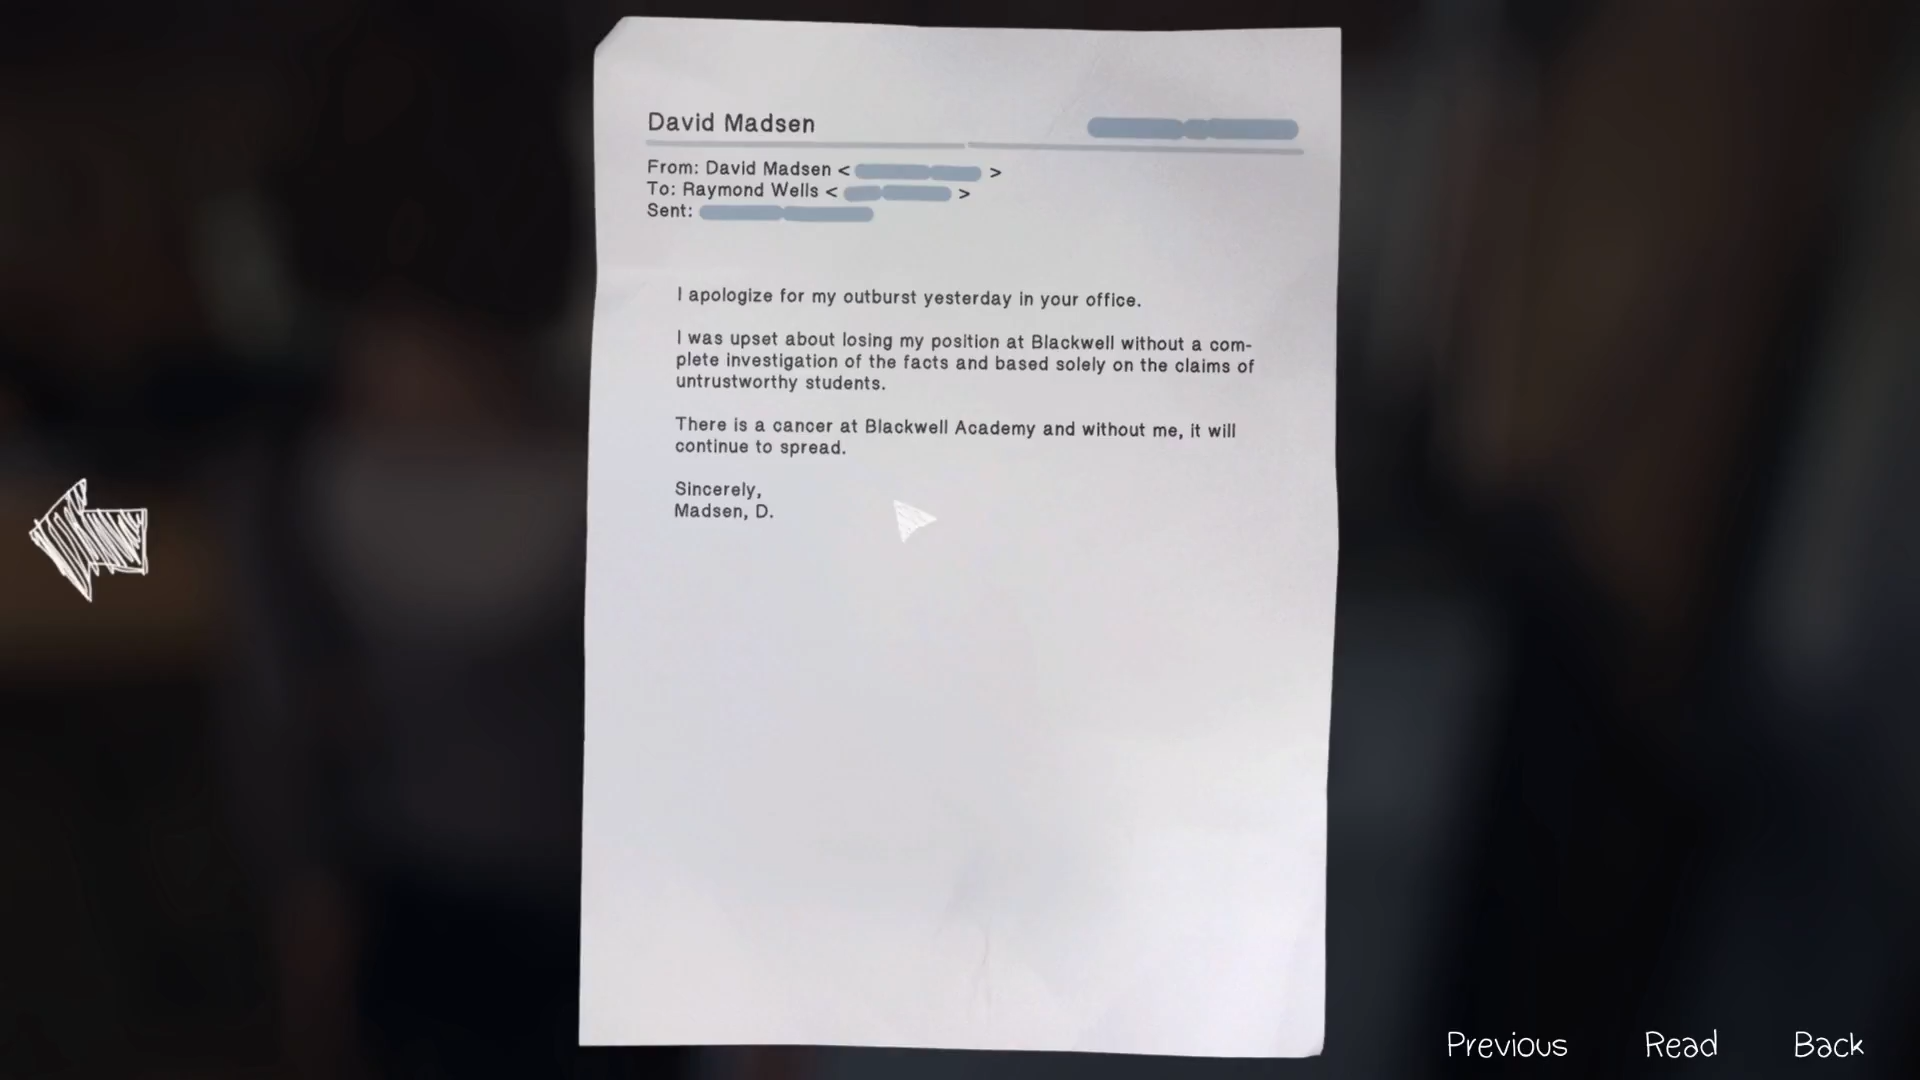 David Madsen
From: David Madsen < >
To: Raymond Wells < >
Sent:
I apologize for my outburst yesterday in your office.
I was upset about losing my position at Blackwell without a com-
plete investigation of the facts and based solely on the claims of
untrustworthy students.
There is a cancer at Blackwell Academy and without me, it will
continue to spread.
Sincerely,
Madsen, D.
Previous Read Back